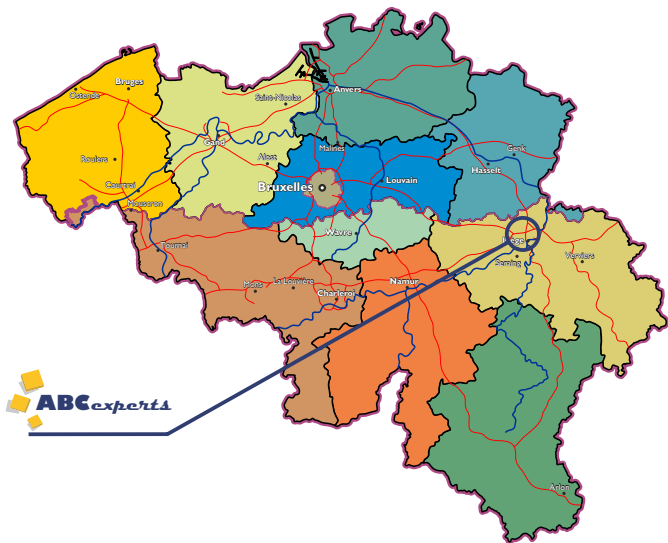 Bruges
Ostende
Saint-Nicolas
Anvers
Gand
Malines
Genk
Roulers
Alost
Hasselt
Courtrai
Bruxelles
Louvain
Mouscron
Wavre
Tournai
Liège
Seraing
Verviers
Mons
La Louvière
Charleroi
Namur
ABCexperts
Arlon